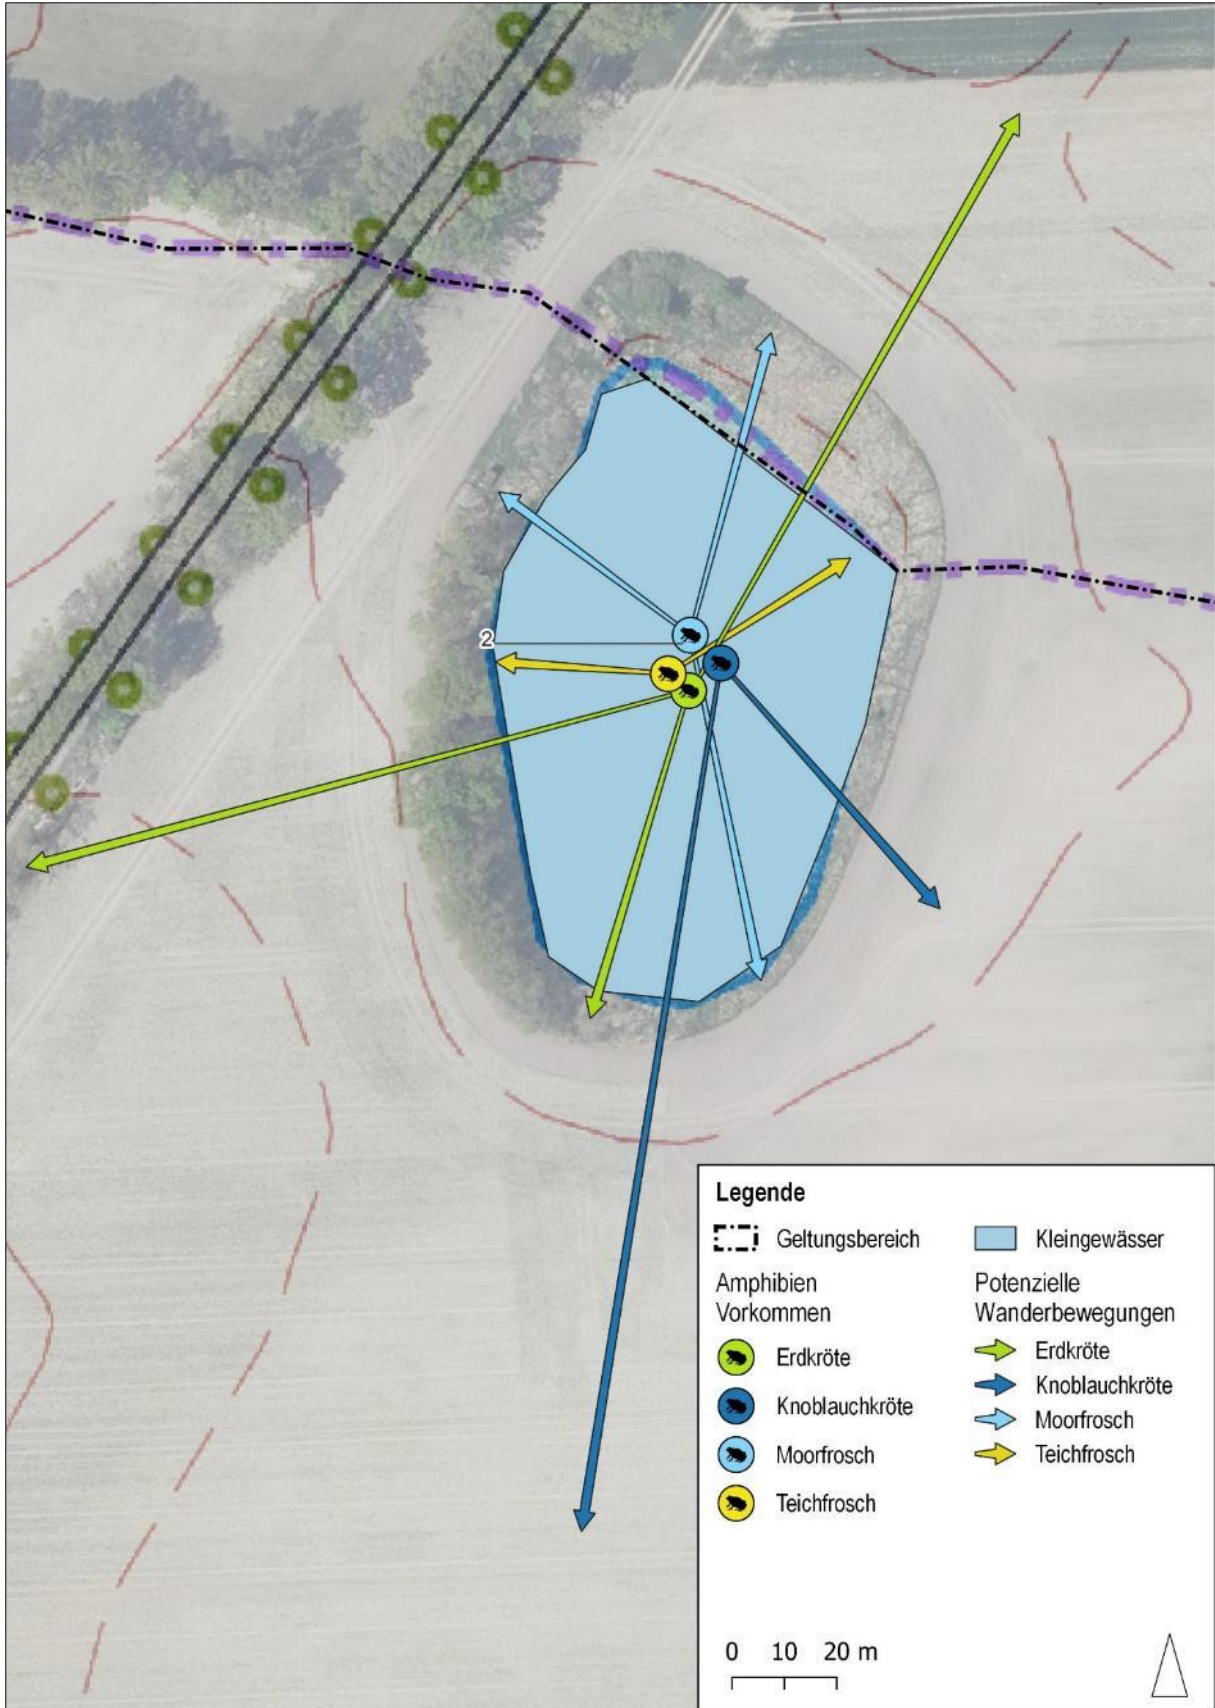 2
Legende
Geltungsbereich
Kleingewässer
Amphibien
Vorkommen
Potenzielle
Wanderbewegungen
Erdkröte
Knoblauchkröte
Moorfrosch
Teichfrosch
Erdkröte
Knoblauchkröte
Moorfrosch
Teichfrosch
0 10 20 m